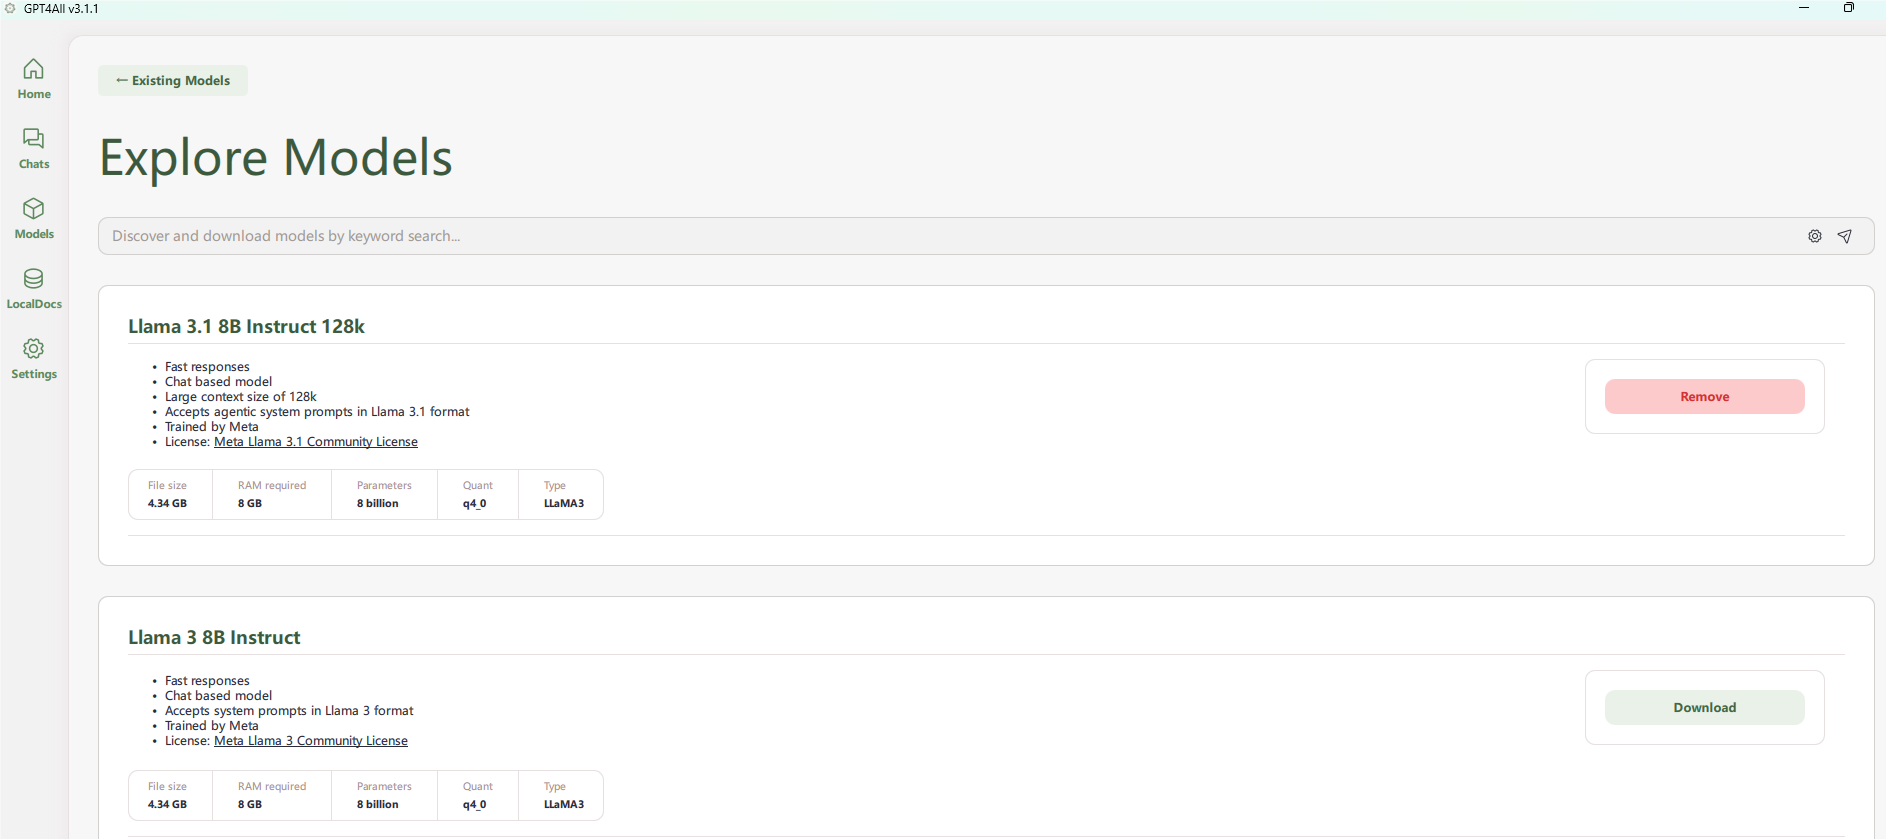 GPT4All v3.1.1
Home
Chats
Models
LocalDocs
Settings
← Existing Models
Explore Models
Discover and download models by keyword search...
Llama 3.1 8B Instruct 128k
• Fast responses
• Chat based model
• Large context size of 128k
• Accepts agentic system prompts in Llama 3.1 format
• Trained by Meta
• License: Meta Llama 3.1 Community License
Remove
File size RAM required Parameters Quant Type
4.34 GB 8 GB 8 billion q4_0 LLaMA3
Llama 3 8B Instruct
• Fast responses
• Chat based model
• Accepts system prompts in Llama 3 format
• Trained by Meta
• License: Meta Llama 3 Community License
Download
File size RAM required Parameters Quant Type
4.34 GB 8 GB 8 billion q4_0 LLaMA3